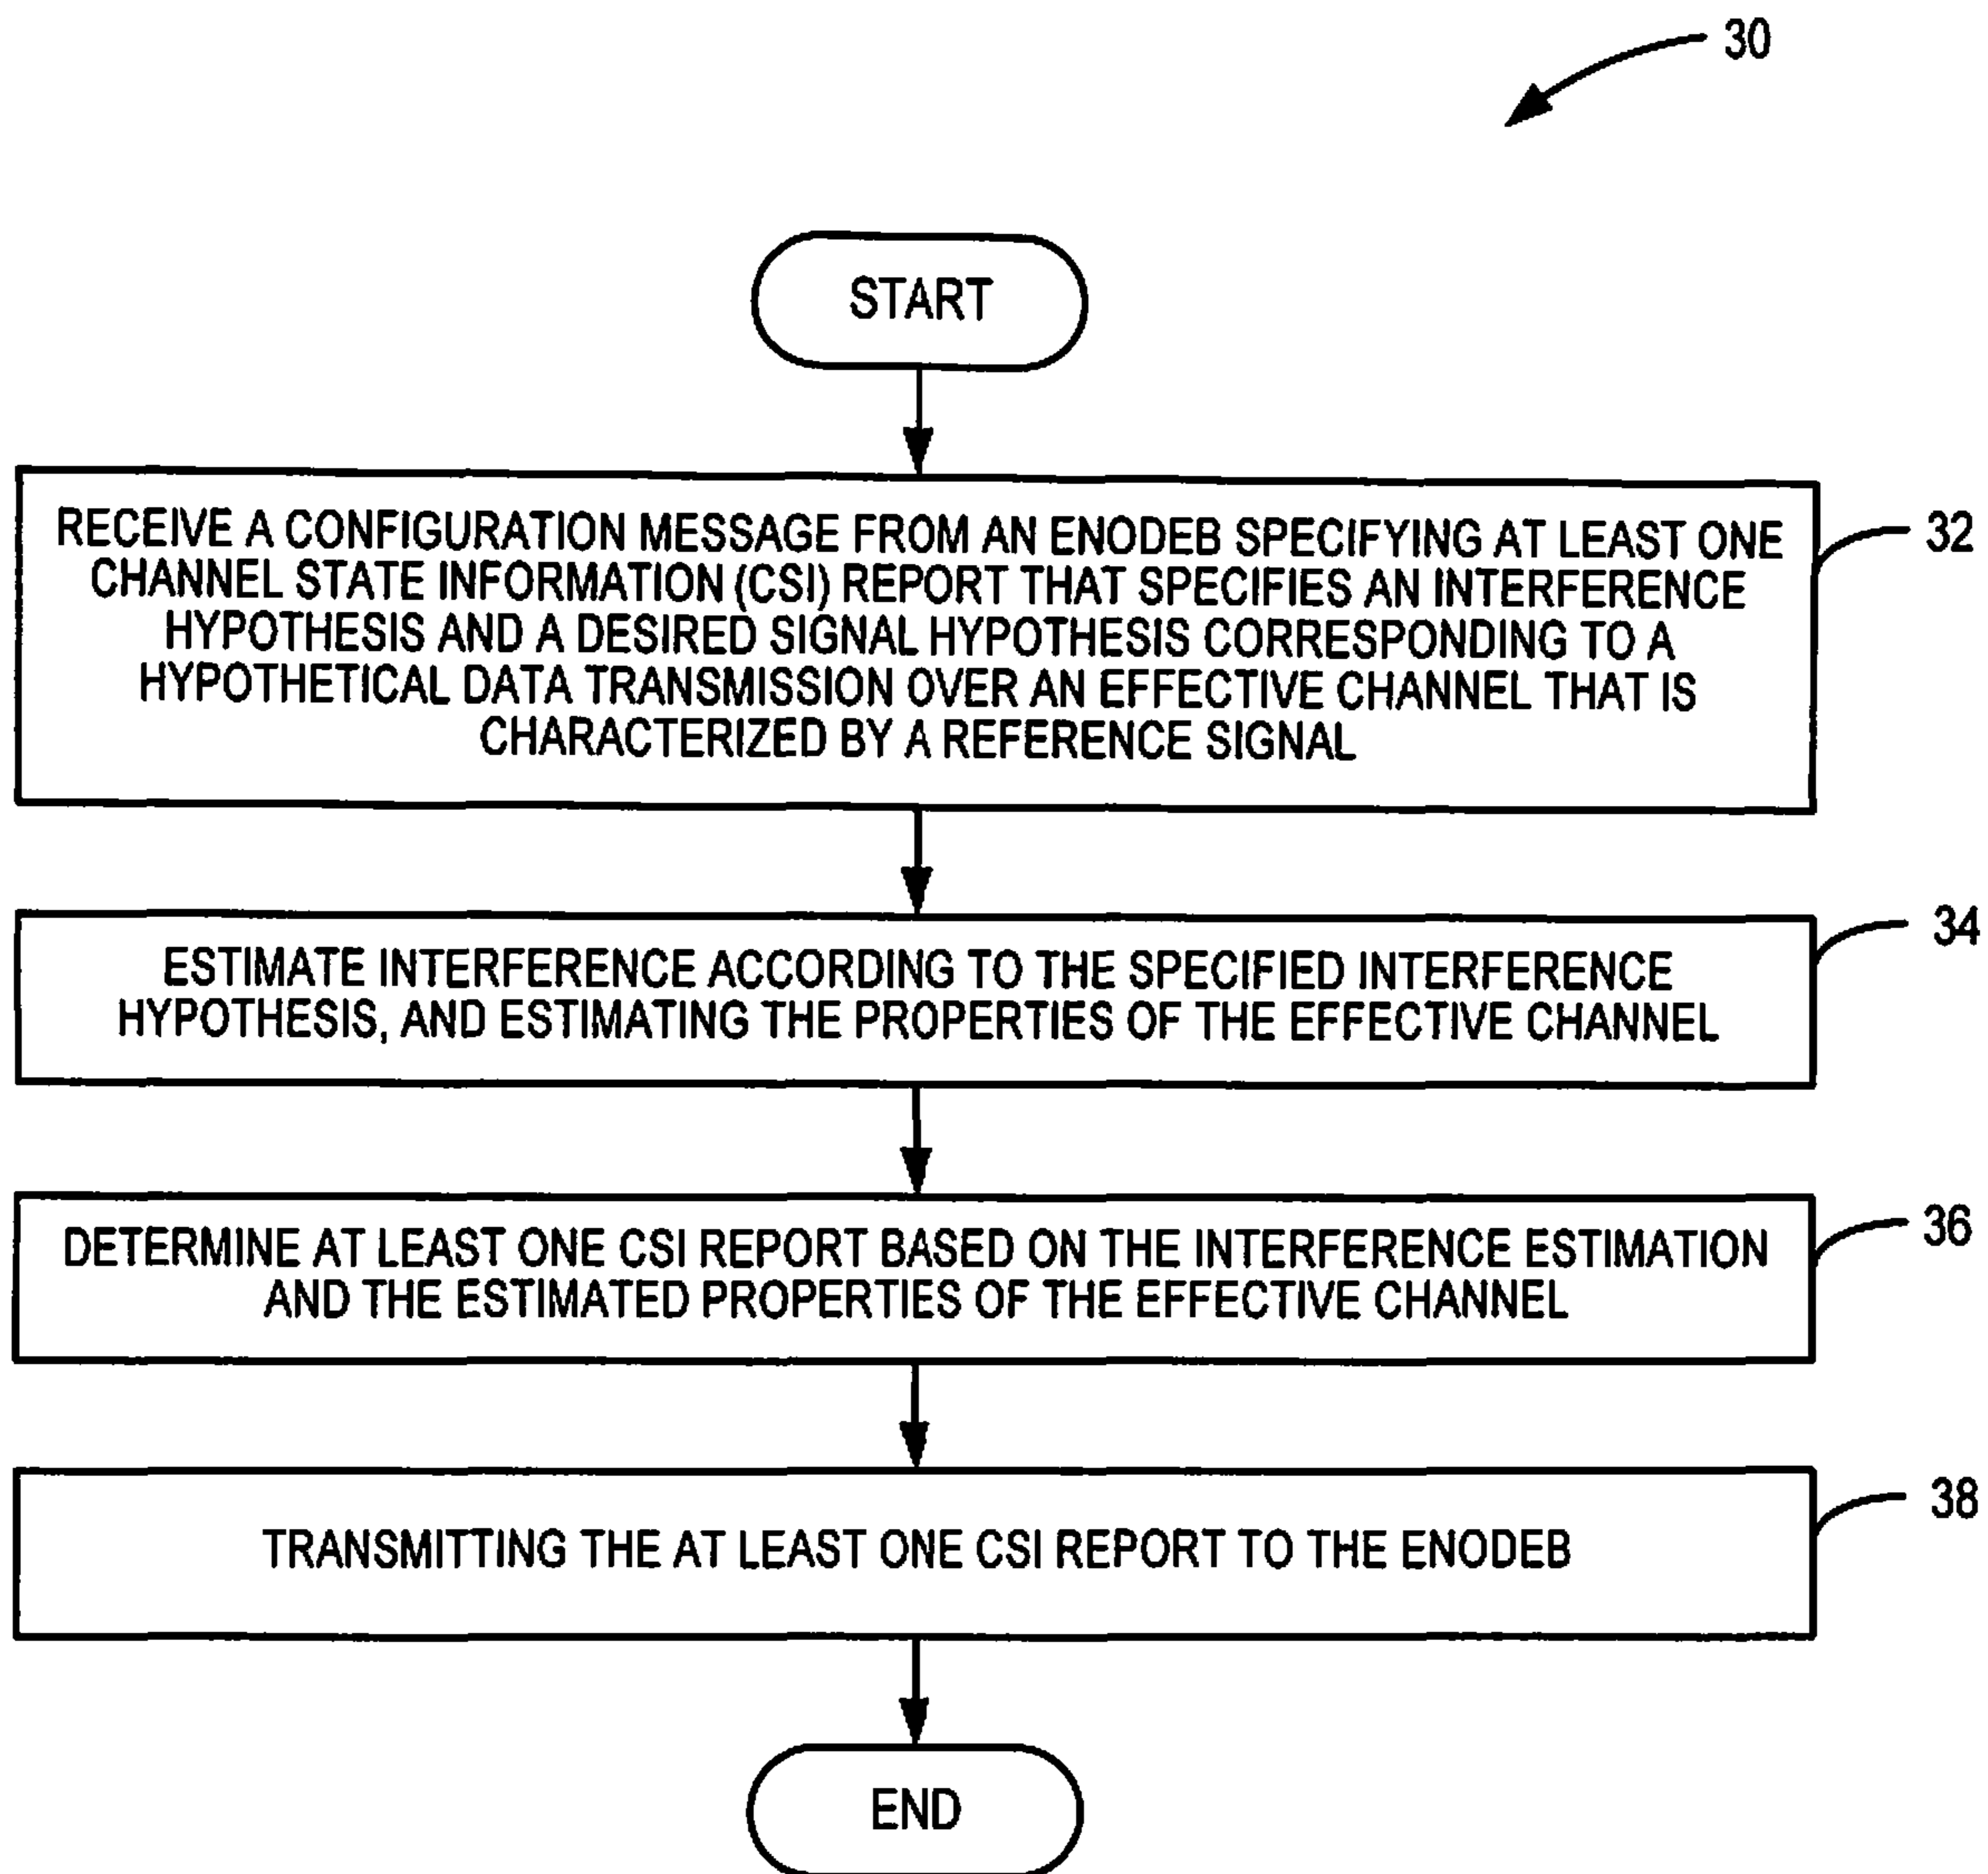 30
START
RECEIVE A CONFIGURATION MESSAGE FROM AN ENODEB SPECIFYING AT LEAST ONE
CHANNEL STATE INFORMATION (CSI) REPORT THAT SPECIFIES AN INTERFERENCE
HYPOTHESIS AND A DESIRED SIGNAL HYPOTHESIS CORRESPONDING TO A
HYPOTHETICAL DATA TRANSMISSION OVER AN EFFECTIVE CHANNEL THAT IS
CHARACTERIZED BY A REFERENCE SIGNAL
32
ESTIMATE INTERFERENCE ACCORDING TO THE SPECIFIED INTERFERENCE
HYPOTHESIS, AND ESTIMATING THE PROPERTIES OF THE EFFECTIVE CHANNEL
34
DETERMINE AT LEAST ONE CSI REPORT BASED ON THE INTERFERENCE ESTIMATION
AND THE ESTIMATED PROPERTIES OF THE EFFECTIVE CHANNEL
36
TRANSMITTING THE AT LEAST ONE CSI REPORT TO THE ENODEB
38
END